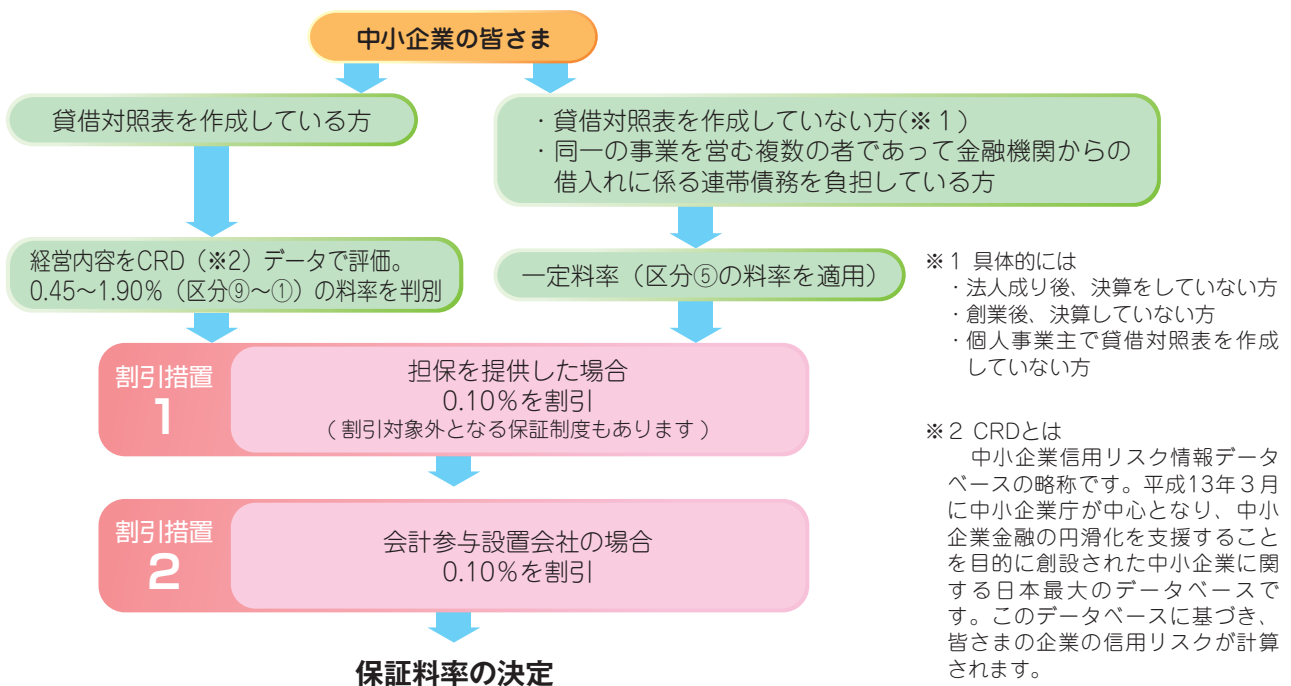 中小企業の皆さま
貸借対照表を作成している方
・貸借対照表を作成していない方(※１)
・同一の事業を営む複数の者であって金融機関からの
借入れに係る連帯債務を負担している方
経営内容をCRD（※2）データで評価。
0.45～1.90%（区分⑨～①）の料率を判別
一定料率（区分⑤の料率を適用）
割引措置
1
担保を提供した場合
0.10%を割引
（割引対象外となる保証制度もあります）
割引措置
2
会計参与設置会社の場合
0.10%を割引
保証料率の決定
※１ 具体的には
・法人成り後、決算をしていない方
・創業後、決算していない方
・個人事業主で貸借対照表を作成
していない方
※２ CRDとは
中小企業信用リスク情報データ
ベースの略称です。平成13年３月
に中小企業庁が中心となり、中小
企業金融の円滑化を支援すること
を目的に創設された中小企業に関
する日本最大のデータベースで
す。このデータベースに基づき、
皆さまの企業の信用リスクが計算
されます。